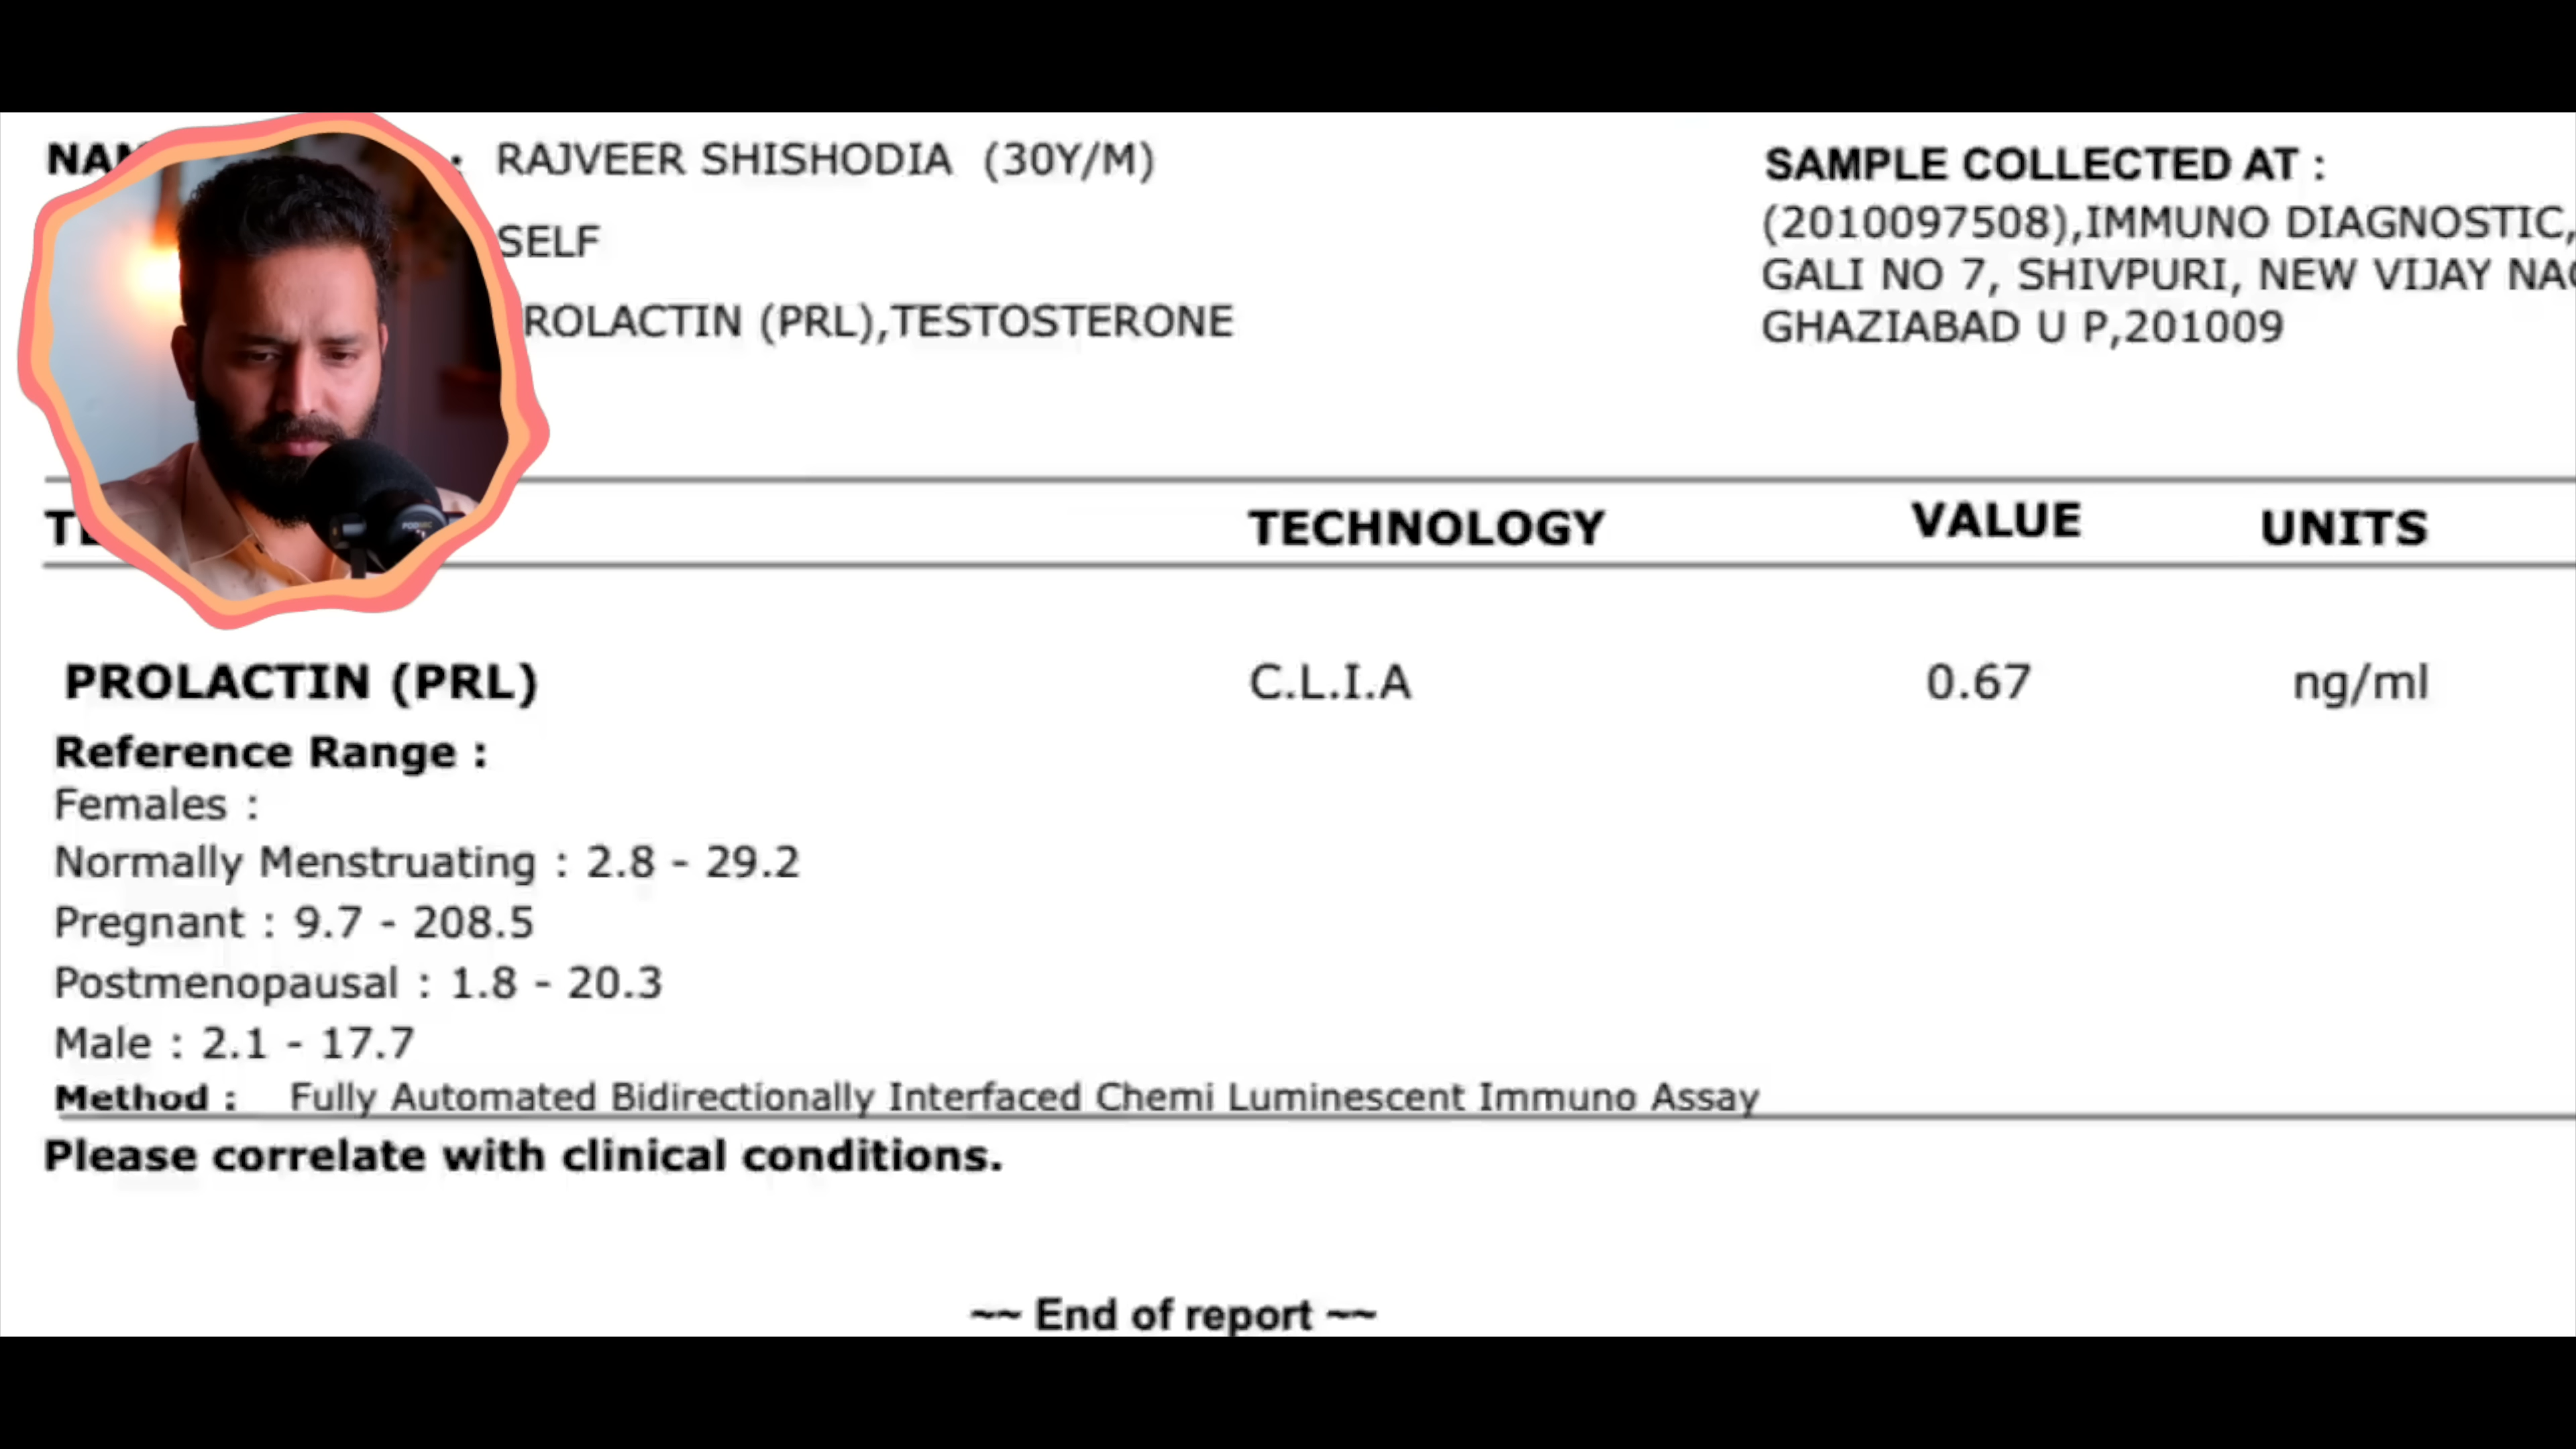 : RAJVEER SHISHODIA (30Y/M)
SELF
(PRL),TESTOSTERONE
SAMPLE COLLECTED AT :
(2010097508),IMMUNO DIAGNOSTIC,
GALI NO 7, SHIVPURI, NEW VIJAY
GHAZIABAD U P,201009
TECHNOLOGY VALUE UNITS
PROLACTIN (PRL) C.L.I.A 0.67 ng/ml
Reference Range :
Females :
Normally Menstruating : 2.8 - 29.2
Pregnant : 9.7 - 208.5
Postmenopausal : 1.8 - 20.3
Male : 2.1 - 17.7
Method : Fully Automated Bidirectionally Interfaced Chemi Luminescent Immuno Assay
Please correlate with clinical conditions.
~~ End of report ~~